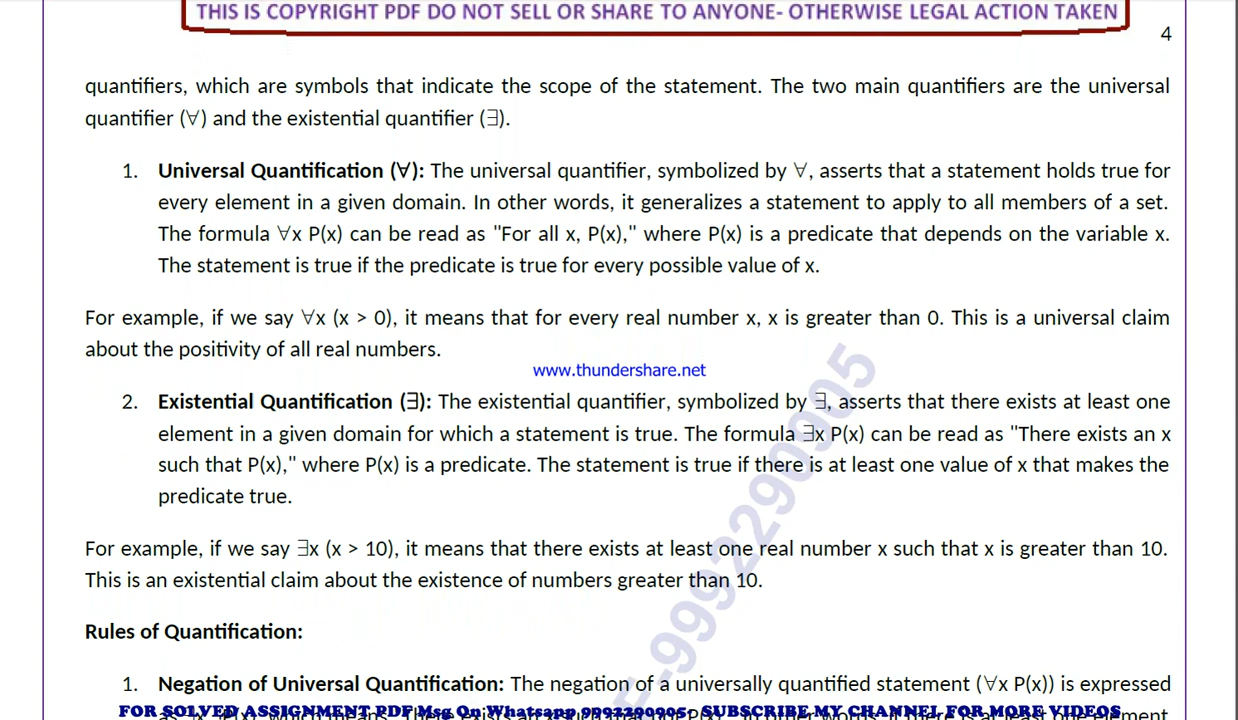 THIS IS COPYRIGHT PDF DO NOT SELL OR SHARE TO ANYONE- OTHERWISE LEGAL ACTION TAKEN
4
quantifiers, which are symbols that indicate the scope of the statement. The two main quantifiers are the universal
quantifier (∀) and the existential quantifier (∃).
1. Universal Quantification (∀): The universal quantifier, symbolized by ∀, asserts that a statement holds true for
every element in a given domain. In other words, it generalizes a statement to apply to all members of a set.
The formula ∀x P(x) can be read as "For all x, P(x)," where P(x) is a predicate that depends on the variable x.
The statement is true if the predicate is true for every possible value of x.
For example, if we say ∀x (x > 0), it means that for every real number x, x is greater than 0. This is a universal claim
about the positivity of all real numbers.
www.thundershare.net
2. Existential Quantification (∃): The existential quantifier, symbolized by ∃, asserts that there exists at least one
element in a given domain for which a statement is true. The formula ∃x P(x) can be read as "There exists an x
such that P(x)," where P(x) is a predicate. The statement is true if there is at least one value of x that makes the
predicate true.
For example, if we say ∃x (x > 10), it means that there exists at least one real number x such that x is greater than 10.
This is an existential claim about the existence of numbers greater than 10.
Rules of Quantification:
1. Negation of Universal Quantification: The negation of a universally quantified statement (∀x P(x)) is expressed
FOR SOLVED ASSIGNMENT PDF Msg On Whatsapp 9992290905; SUBSCRIBE MY CHANNEL FOR MORE VIDEOS
-9992290905